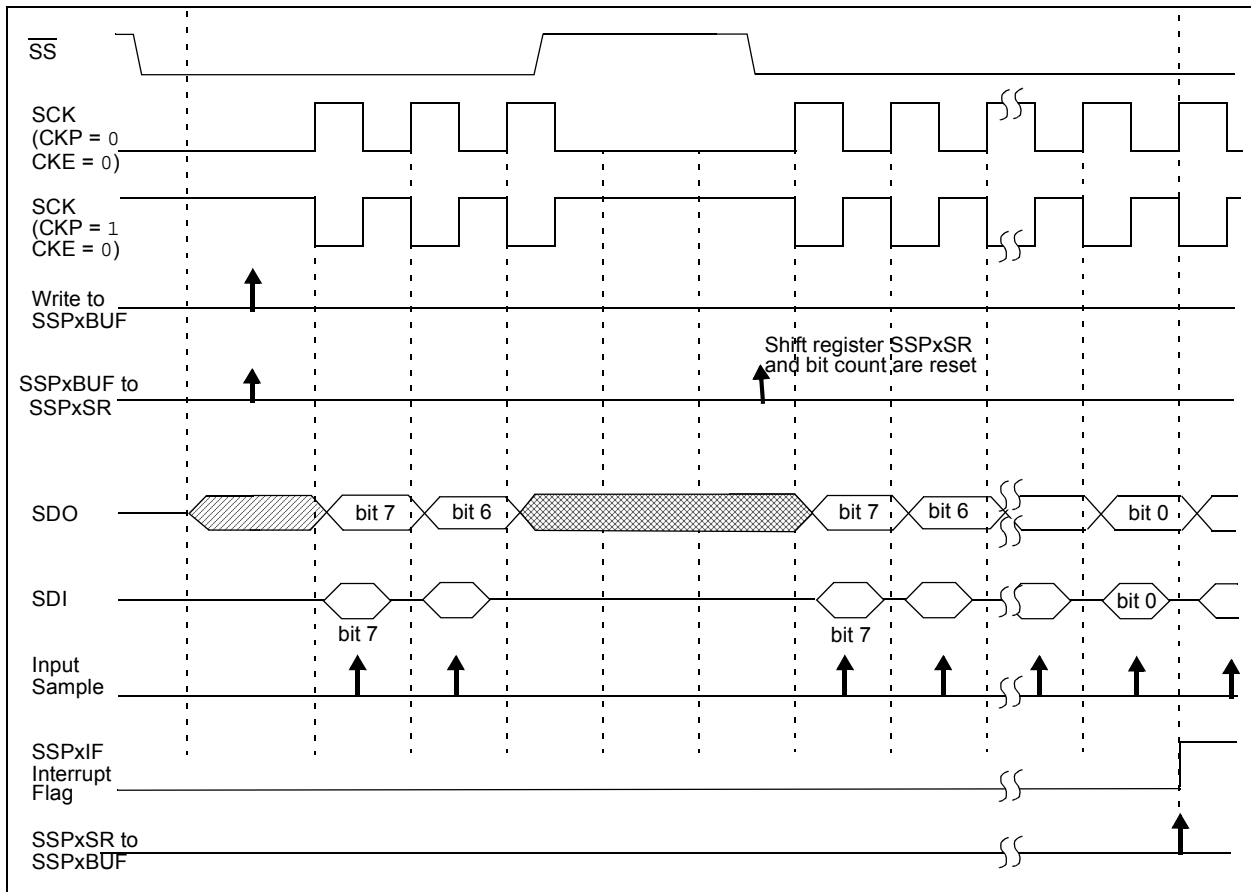 SS
SCK
(CKP = 0
CKE = 0)
SCK
(CKP = 1
CKE = 0)
Write to
SSPxBUF
Shift register SSPxSR
and bit count are reset
SSPxBUF to
SSPxSR
SDO
bit 7
bit 6
bit 7
bit 6
bit 0
SDI
bit 0
bit 7
bit 7
Input
Sample
SSPxIF
Interrupt
Flag
SSPxSR to
SSPxBUF